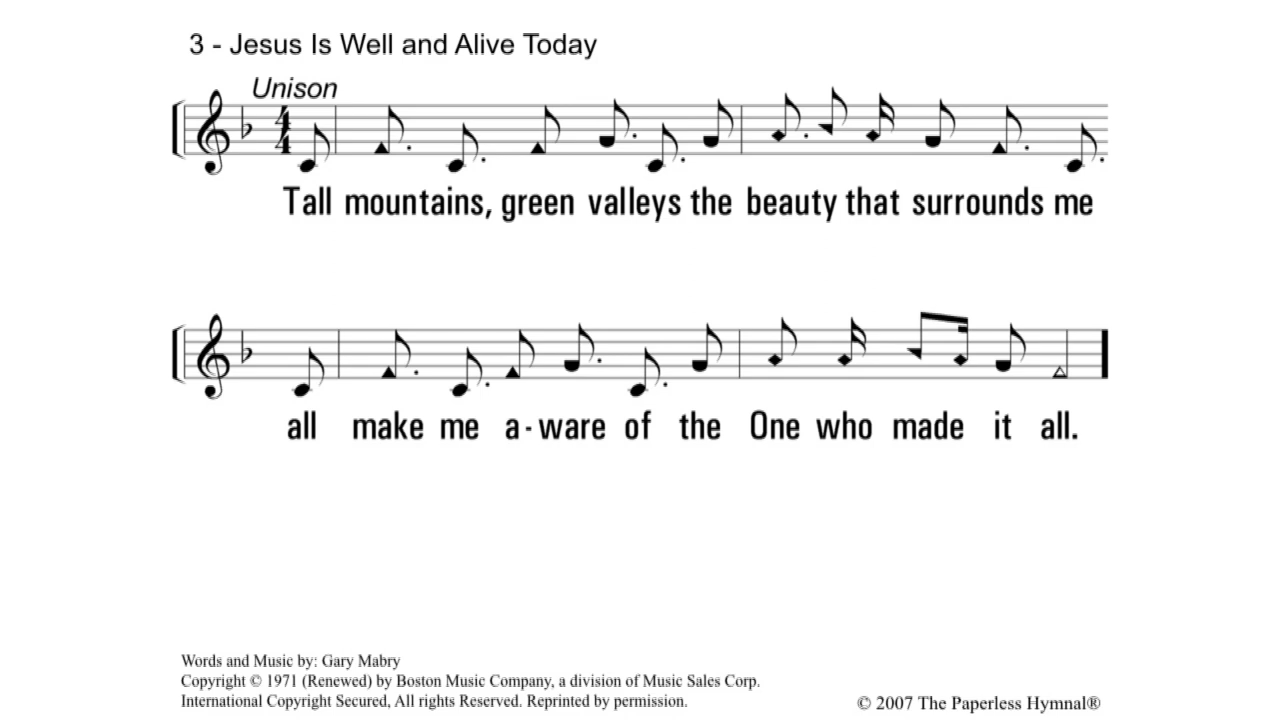 3 - Jesus Is Well and Alive Today
Unison
4
4
Tall mountains, green valleys the beauty that surrounds me
all make me a - ware of the One who made it all.
Words and Music by: Gary Mabry
Copyright © 1971 (Renewed) by Boston Music Company, a division of Music Sales Corp.
International Copyright Secured, All rights Reserved. Reprinted by permission.
© 2007 The Paperless Hymnal®